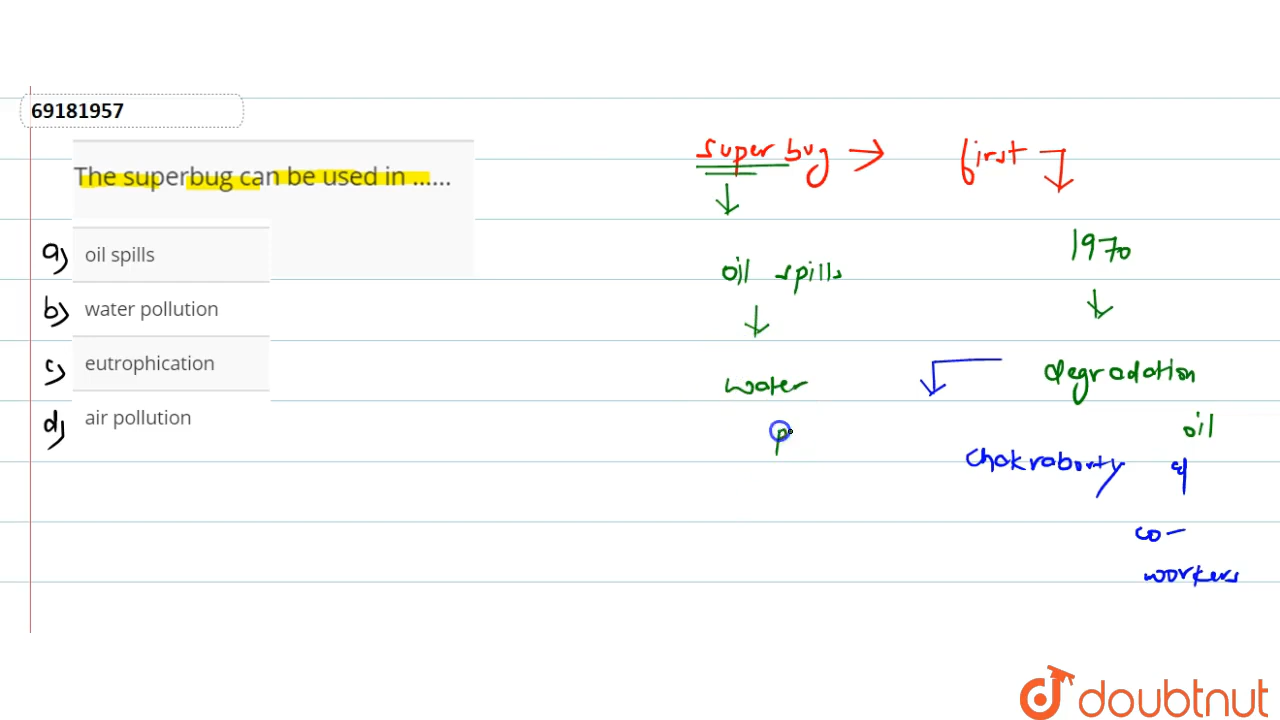 69181957
The superbug can be used in ......
a) oil spills
b) water pollution
c) eutrophication
d) air pollution
super bug → first
1970
oil spills
degradation
water
oil
p
Chakraborty &
co-
workers
doubtnut